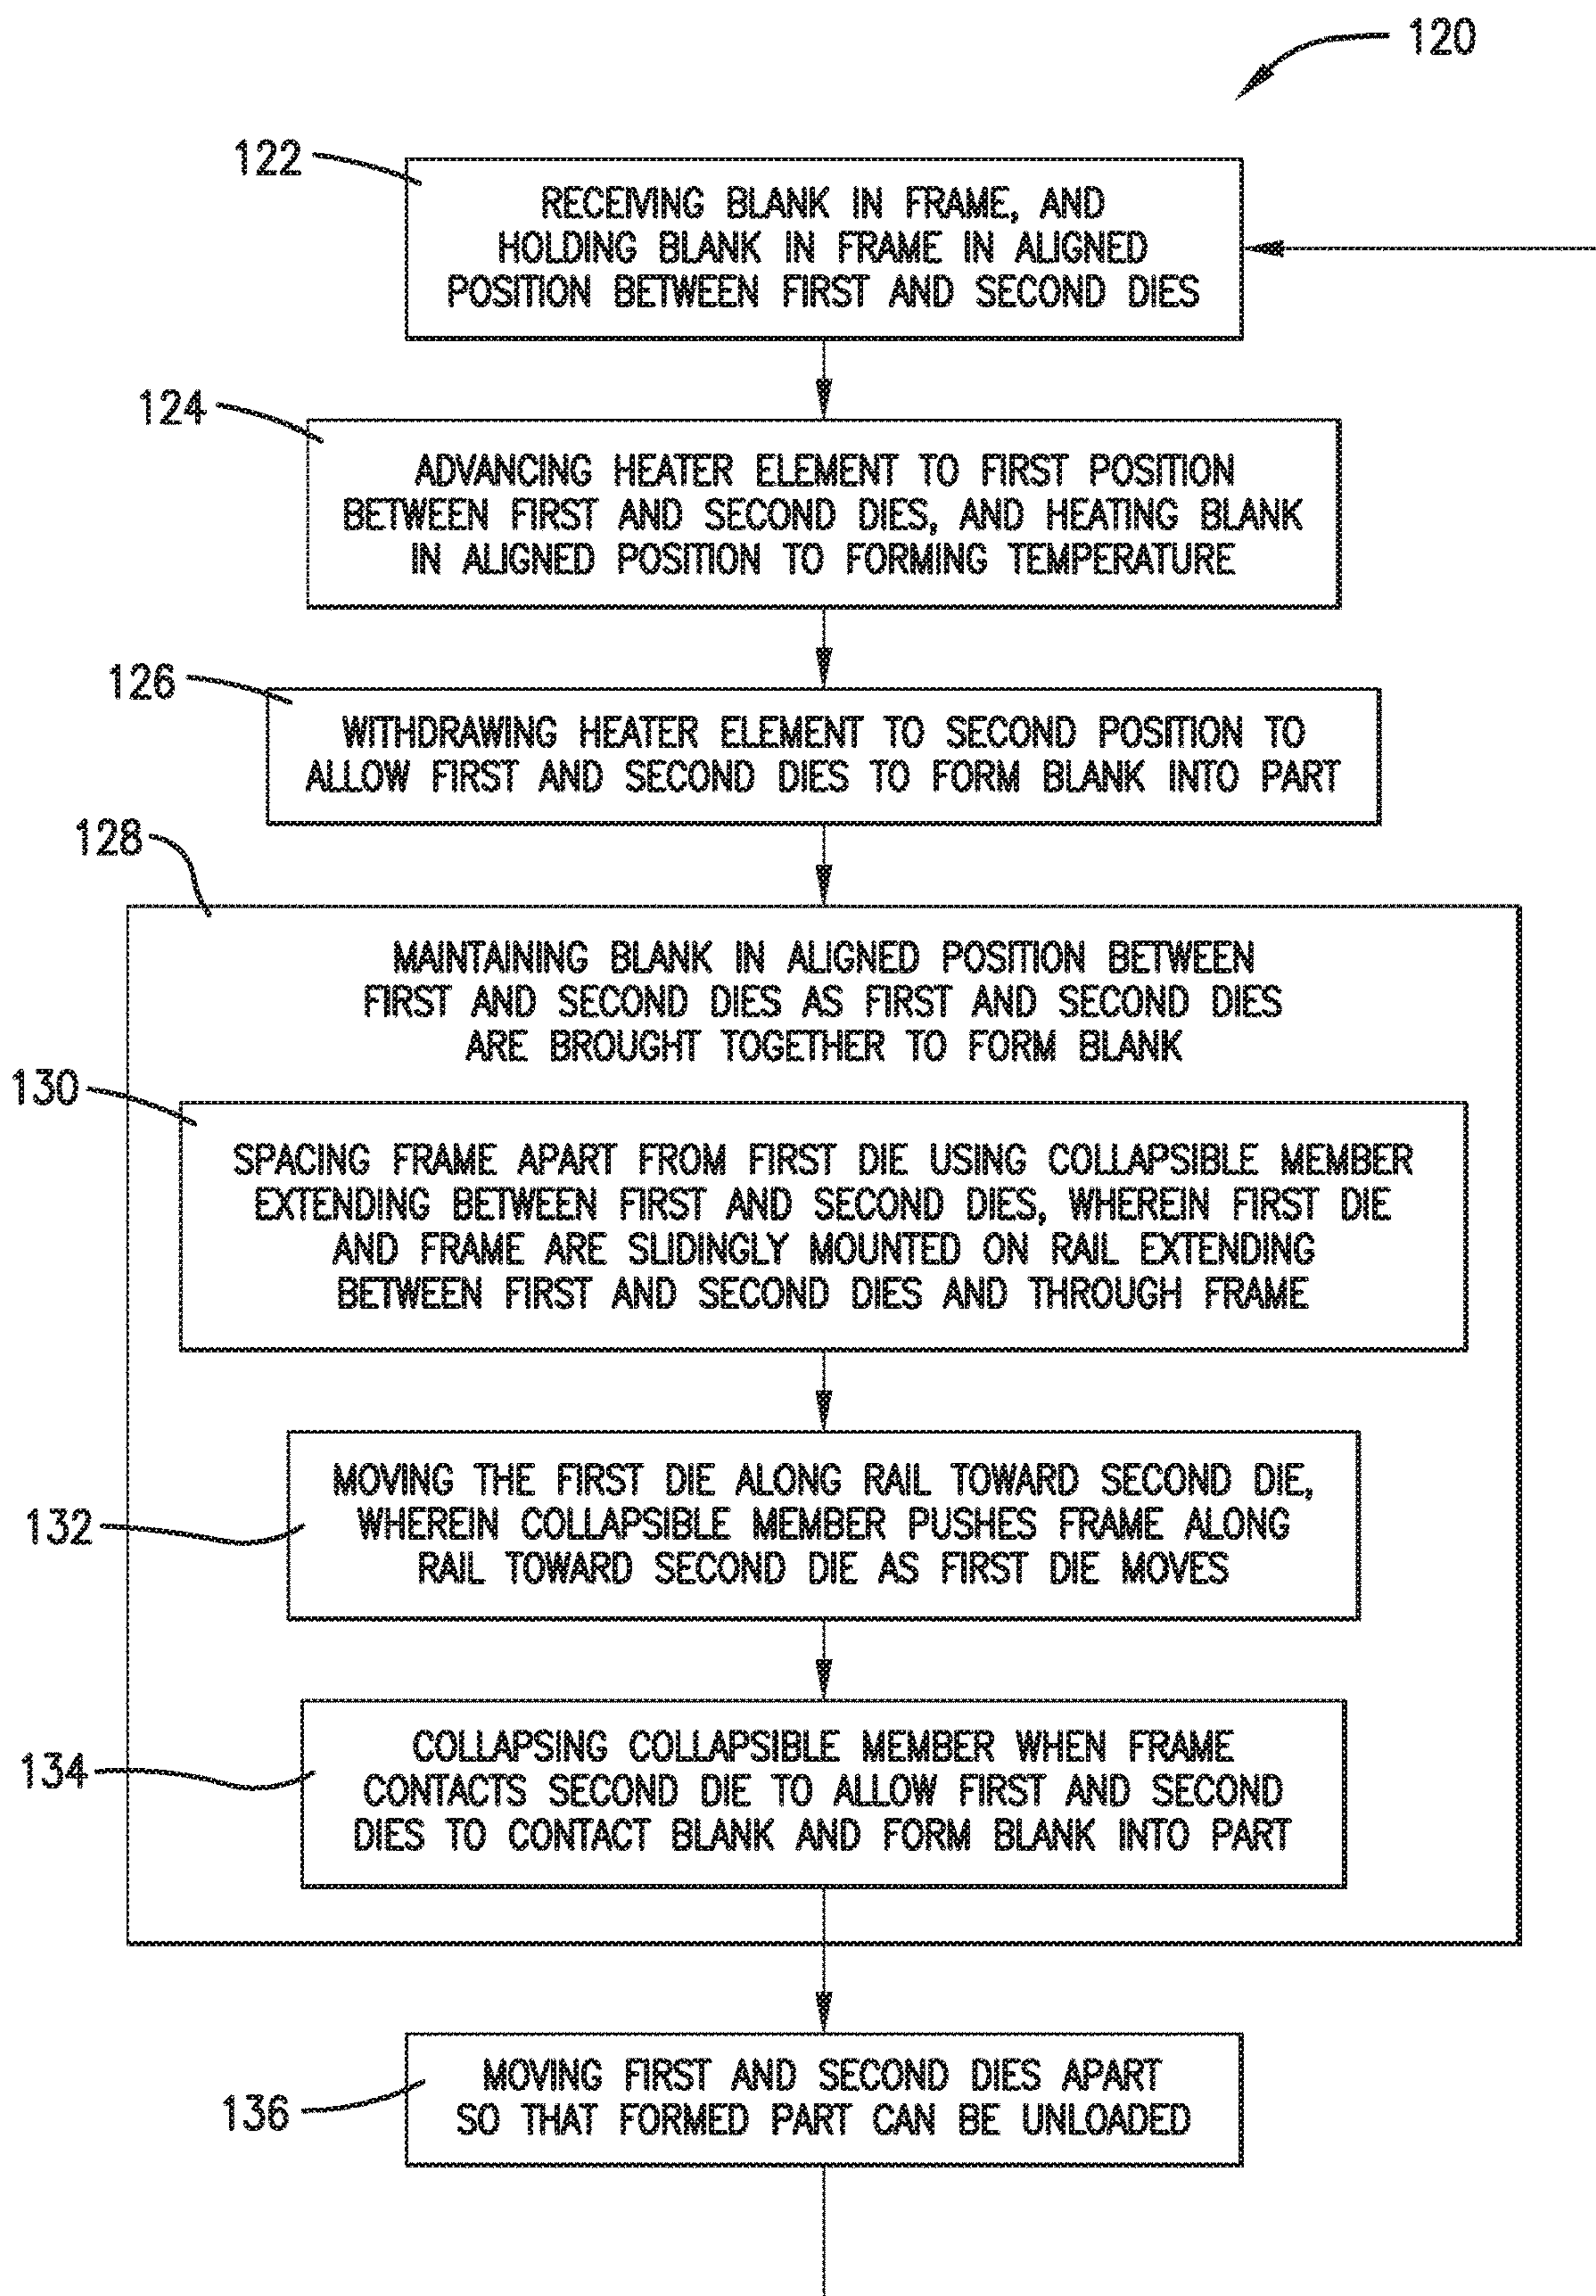 120
122
RECEIVING BLANK IN FRAME, AND
HOLDING BLANK IN FRAME IN ALIGNED
POSITION BETWEEN FIRST AND SECOND DIES
124
ADVANCING HEATER ELEMENT TO FIRST POSITION
BETWEEN FIRST AND SECOND DIES, AND HEATING BLANK
IN ALIGNED POSITION TO FORMING TEMPERATURE
126
WITHDRAWING HEATER ELEMENT TO SECOND POSITION TO
ALLOW FIRST AND SECOND DIES TO FORM BLANK INTO PART
128
MAINTAINING BLANK IN ALIGNED POSITION BETWEEN
FIRST AND SECOND DIES AS FIRST AND SECOND DIES
ARE BROUGHT TOGETHER TO FORM BLANK
130
SPACING FRAME APART FROM FIRST DIE USING COLLAPSIBLE MEMBER
EXTENDING BETWEEN FIRST AND SECOND DIES, WHEREIN FIRST DIE
AND FRAME ARE SLIDINGLY MOUNTED ON RAIL EXTENDING
BETWEEN FIRST AND SECOND DIES AND THROUGH FRAME
132
MOVING THE FIRST DIE ALONG RAIL TOWARD SECOND DIE,
WHEREIN COLLAPSIBLE MEMBER PUSHES FRAME ALONG
RAIL TOWARD SECOND DIE AS FIRST DIE MOVES
134
COLLAPSING COLLAPSIBLE MEMBER WHEN FRAME
CONTACTS SECOND DIE TO ALLOW FIRST AND SECOND
DIES TO CONTACT BLANK AND FORM BLANK INTO PART
136
MOVING FIRST AND SECOND DIES APART
SO THAT FORMED PART CAN BE UNLOADED